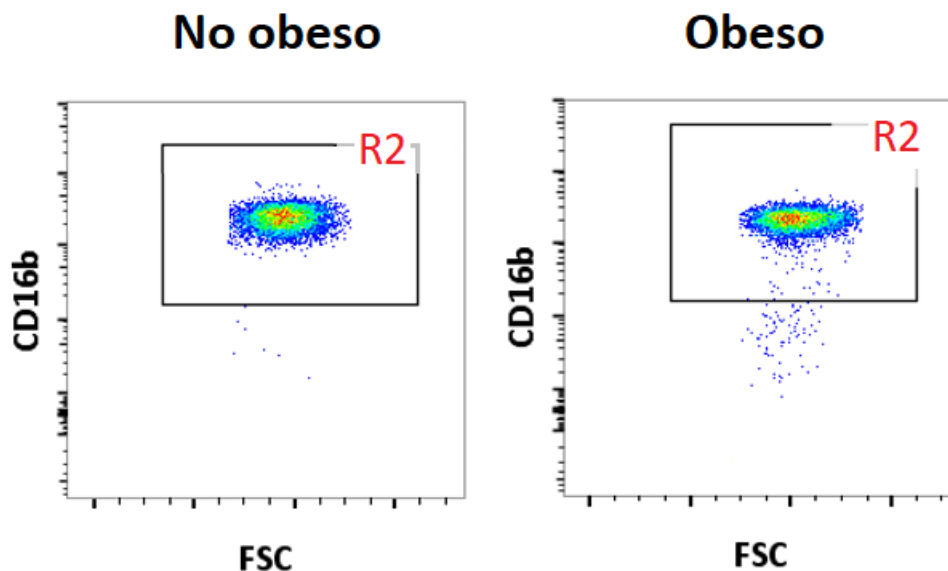 No obeso
Obeso
R2
R2
CD16b
CD16b
FSC
FSC